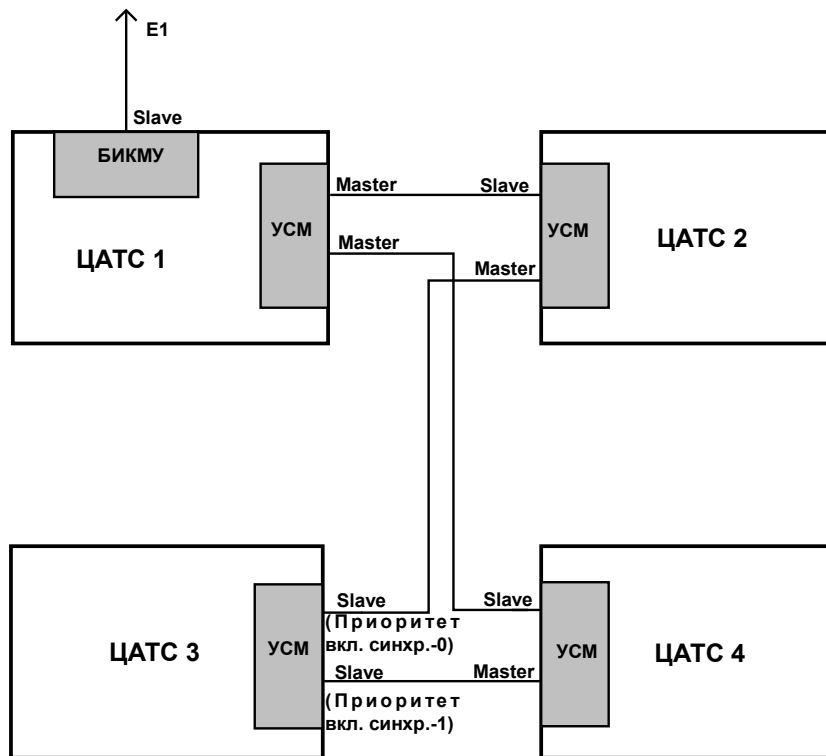 E1
Slave
БИКМУ
Master
Slave
УСМ
УСМ
ЦАТС 1
Master
ЦАТС 2
Master
Slave
Slave
(Приоритет
вкл. синхр.-0)
УСМ
УСМ
ЦАТС 3
ЦАТС 4
Slave
Master
(Приоритет
вкл. синхр.-1)